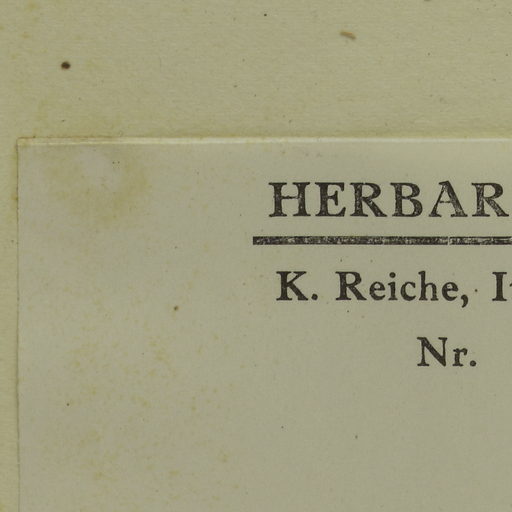 HERBAR
K. Reiche,
Nr.